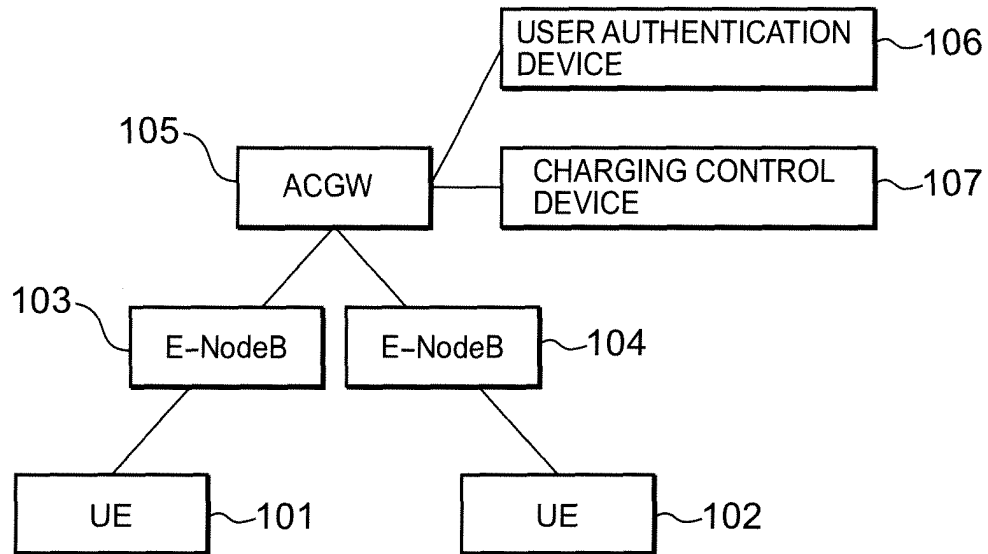 USER AUTHENTICATION
DEVICE
106
105
ACGW
CHARGING CONTROL
DEVICE
107
103
E-NodeB
E-NodeB
104
UE
101
UE
102